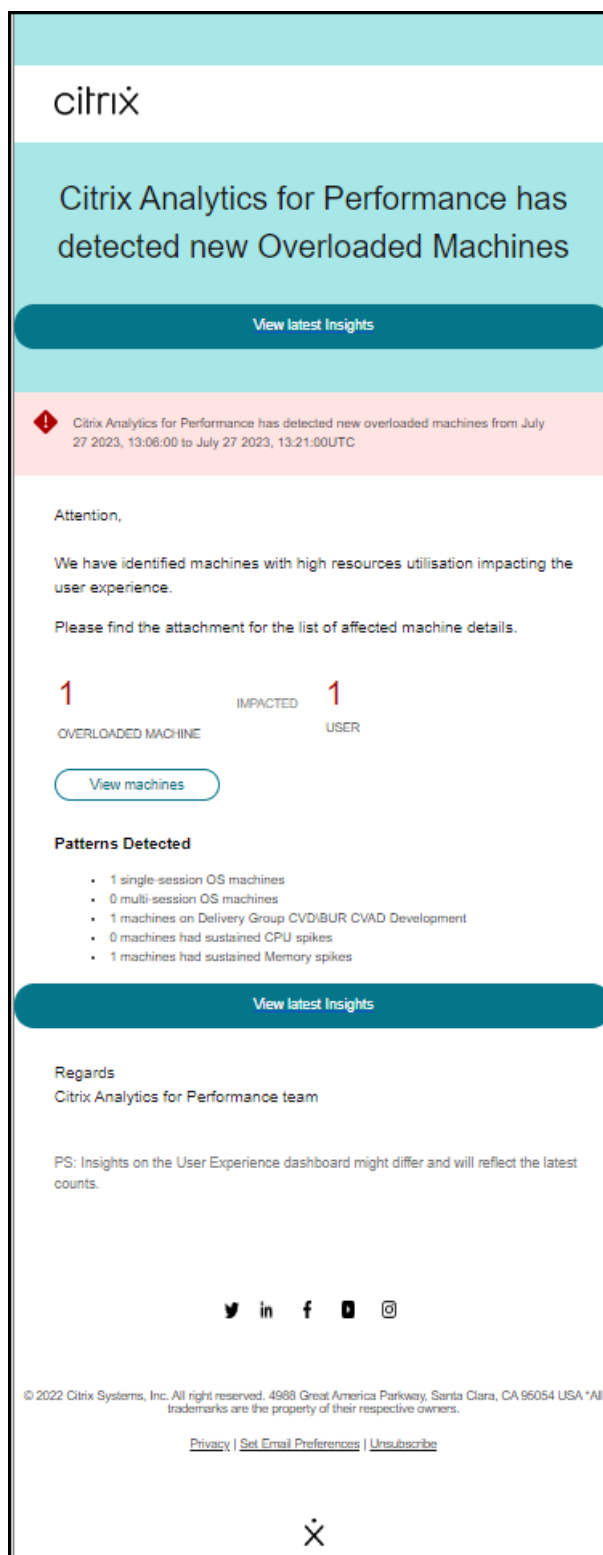 citrix
Citrix Analytics for Performance has
detected new Overloaded Machines
View latest Insights
Citrix Analytics for Performance has detected new overloaded machines from July
27 2023, 13:06:00 to July 27 2023, 13:21:00UTC
Attention,
We have identified machines with high resources utilisation impacting the
user experience.
Please find the attachment for the list of affected machine details.
1 IMPACTED 1
OVERLOADED MACHINE USER
View machines
Patterns Detected
• 1 single-session OS machines
• 0 multi-session OS machines
• 1 machines on Delivery Group CVD\BUR CVAD Development
• 0 machines had sustained CPU spikes
• 1 machines had sustained Memory spikes
View latest Insights
Regards
Citrix Analytics for Performance team
PS: Insights on the User Experience dashboard might differ and will reflect the latest
counts.
© 2022 Citrix Systems, Inc. All right reserved. 4988 Great America Parkway, Santa Clara, CA 95054 USA *All
trademarks are the property of their respective owners.
Privacy | Set Email Preferences | Unsubscribe